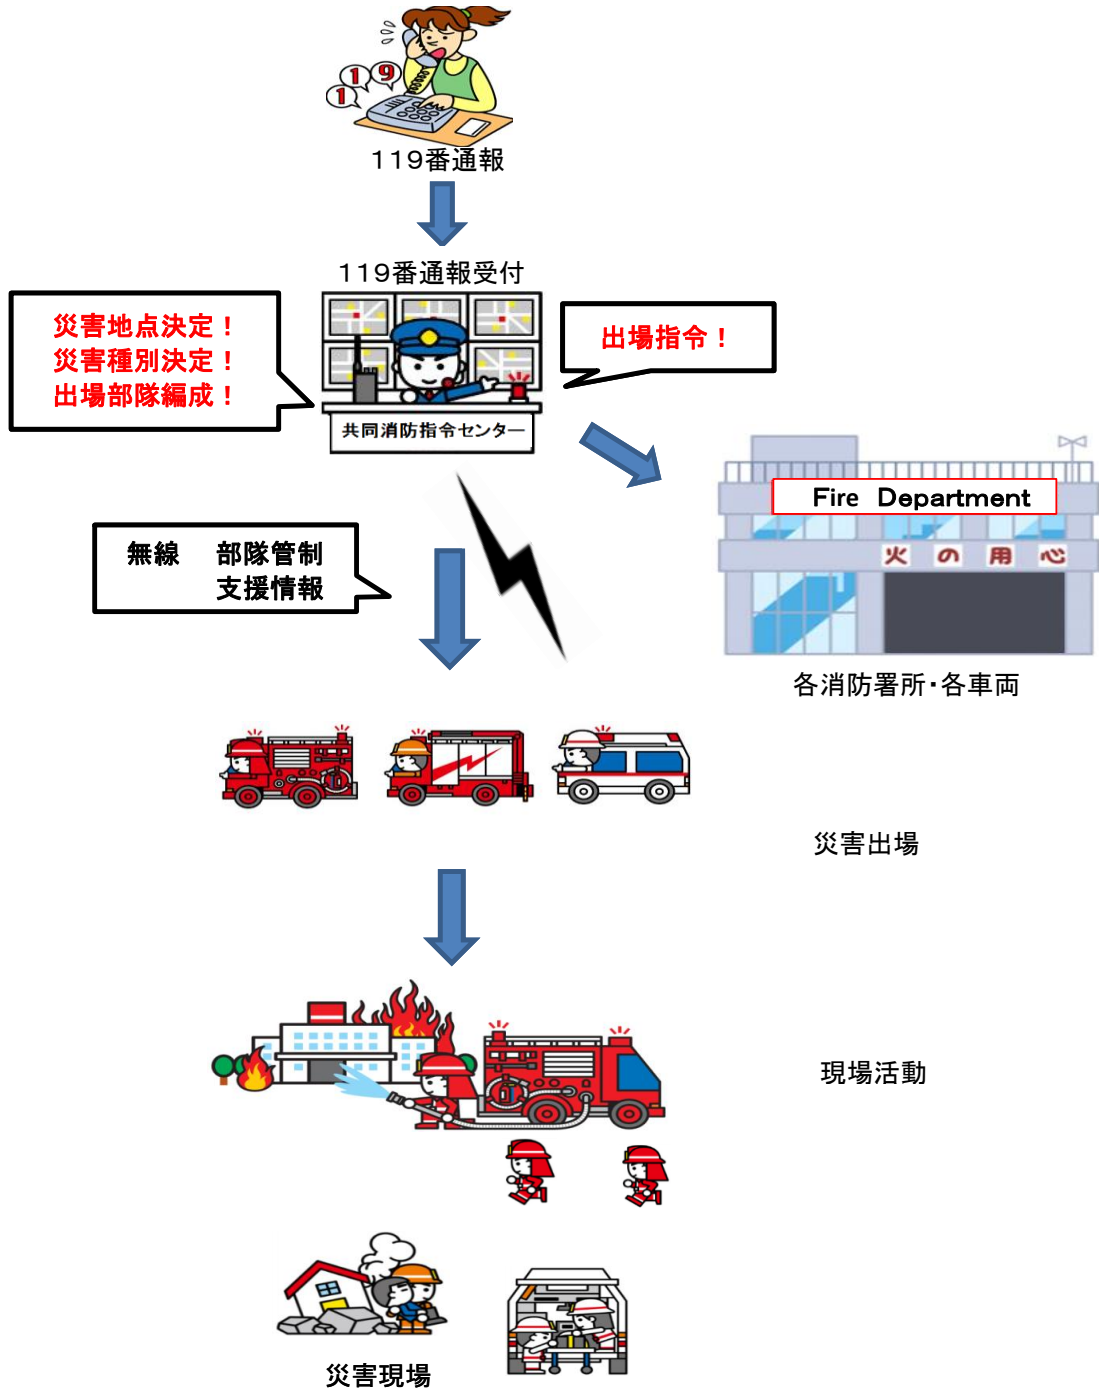 1
1
9
119番通報
119番通報受付
災害地点決定！
災害種別決定！
出場部隊編成！
出場指令！
共同消防指令センター
Fire Department
火の用心
無線 部隊管制
支援情報
各消防署所・各車両
災害出場
現場活動
災害現場